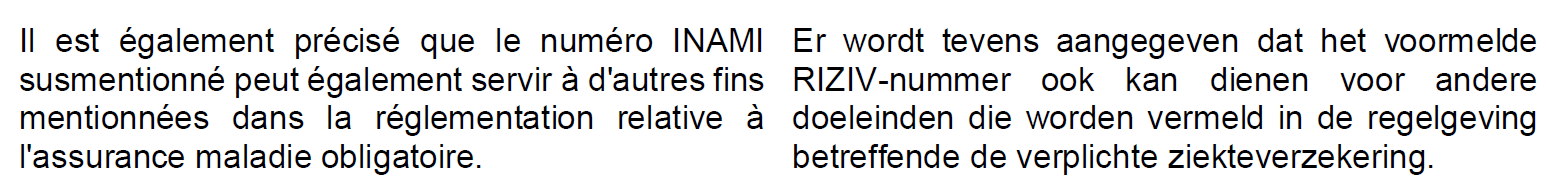 Il est également précisé que le numéro INAMI
susmentionné peut également servir à d'autres fins
mentionnées dans la réglementation relative à
l'assurance maladie obligatoire.
Er wordt tevens aangegeven dat het voormelde
RIZIV-nummer ook kan dienen voor andere
doeleinden die worden vermeld in de regelgeving
betreffende de verplichte ziekteverzekering.